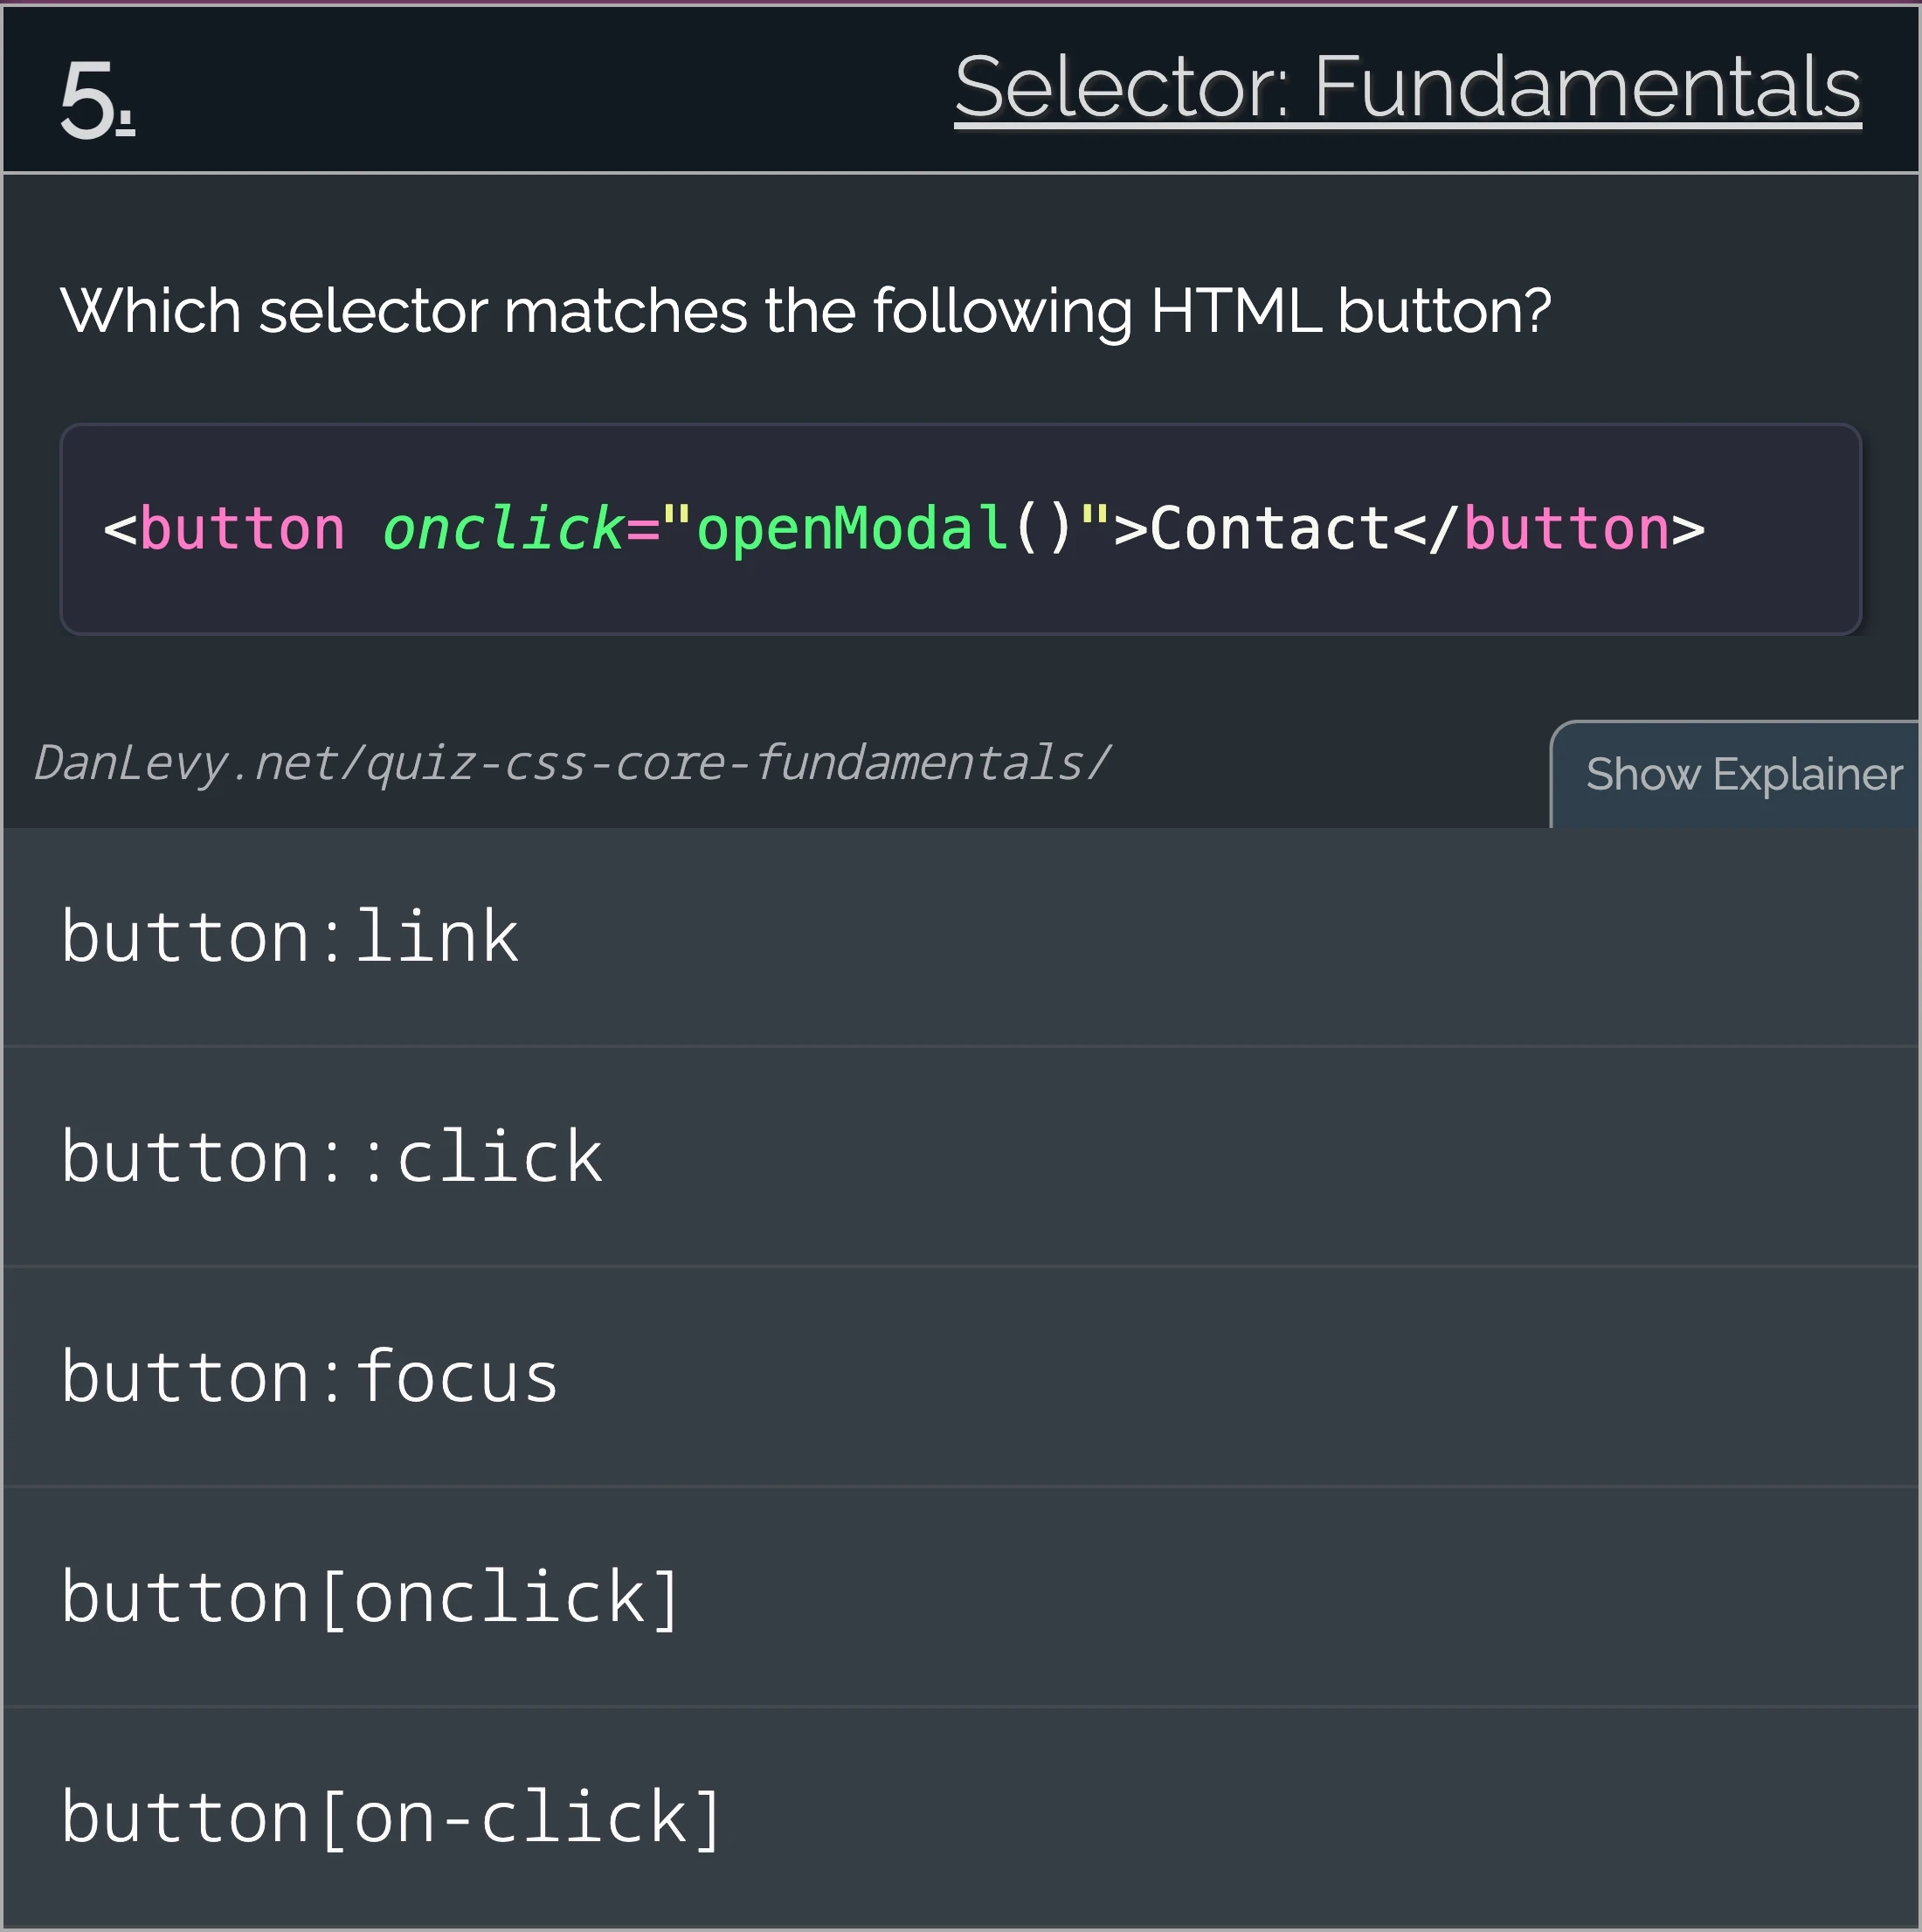 5.
Selector: Fundamentals
Which selector matches the following HTML button?
<button onclick="openModal()">Contact</button>
DanLevy.net/quiz-css-core-fundamentals/
Show Explainer
button:link
button::click
button:focus
button[onclick]
button[on-click]